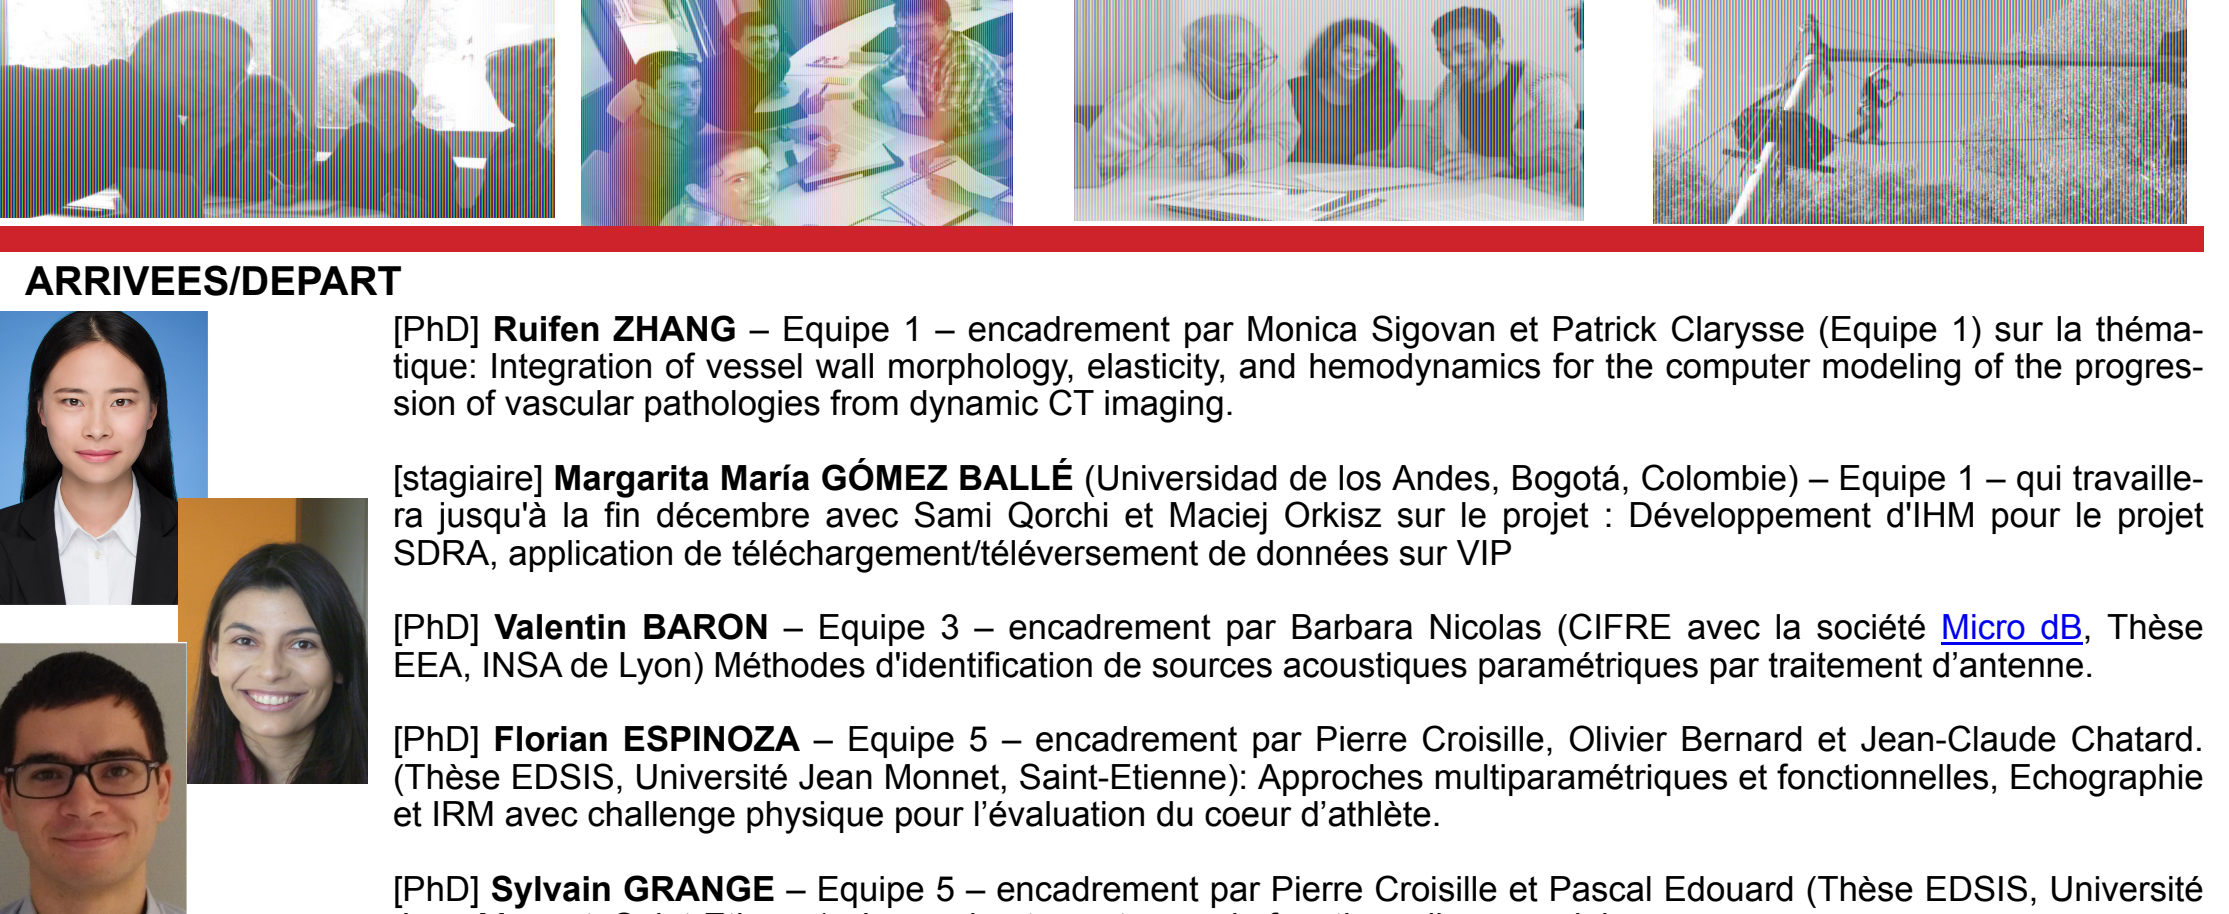 ARRIVEES/DEPART
[PhD] Ruifen ZHANG – Equipe 1 – encadrement par Monica Sigovan et Patrick Clarysse (Equipe 1) sur la théma-
tique: Integration of vessel wall morphology, elasticity, and hemodynamics for the computer modeling of the progres-
sion of vascular pathologies from dynamic CT imaging.
[stagiaire] Margarita María GÓMEZ BALLÉ (Universidad de los Andes, Bogotá, Colombie) – Equipe 1 – qui travaille-
ra jusqu'à la fin décembre avec Sami Qorchi et Maciej Orkisz sur le projet : Développement d'IHM pour le projet
SDRA, application de téléchargement/téléversement de données sur VIP
[PhD] Valentin BARON – Equipe 3 – encadrement par Barbara Nicolas (CIFRE avec la société Micro dB, Thèse
EEA, INSA de Lyon) Méthodes d'identification de sources acoustiques paramétriques par traitement d’antenne.
[PhD] Florian ESPINOZA – Equipe 5 – encadrement par Pierre Croisille, Olivier Bernard et Jean-Claude Chatard.
(Thèse EDSIS, Université Jean Monnet, Saint-Etienne): Approches multiparamétriques et fonctionnelles, Echographie
et IRM avec challenge physique pour l’évaluation du coeur d’athlète.
[PhD] Sylvain GRANGE – Equipe 5 – encadrement par Pierre Croisille et Pascal Edouard (Thèse EDSIS, Université